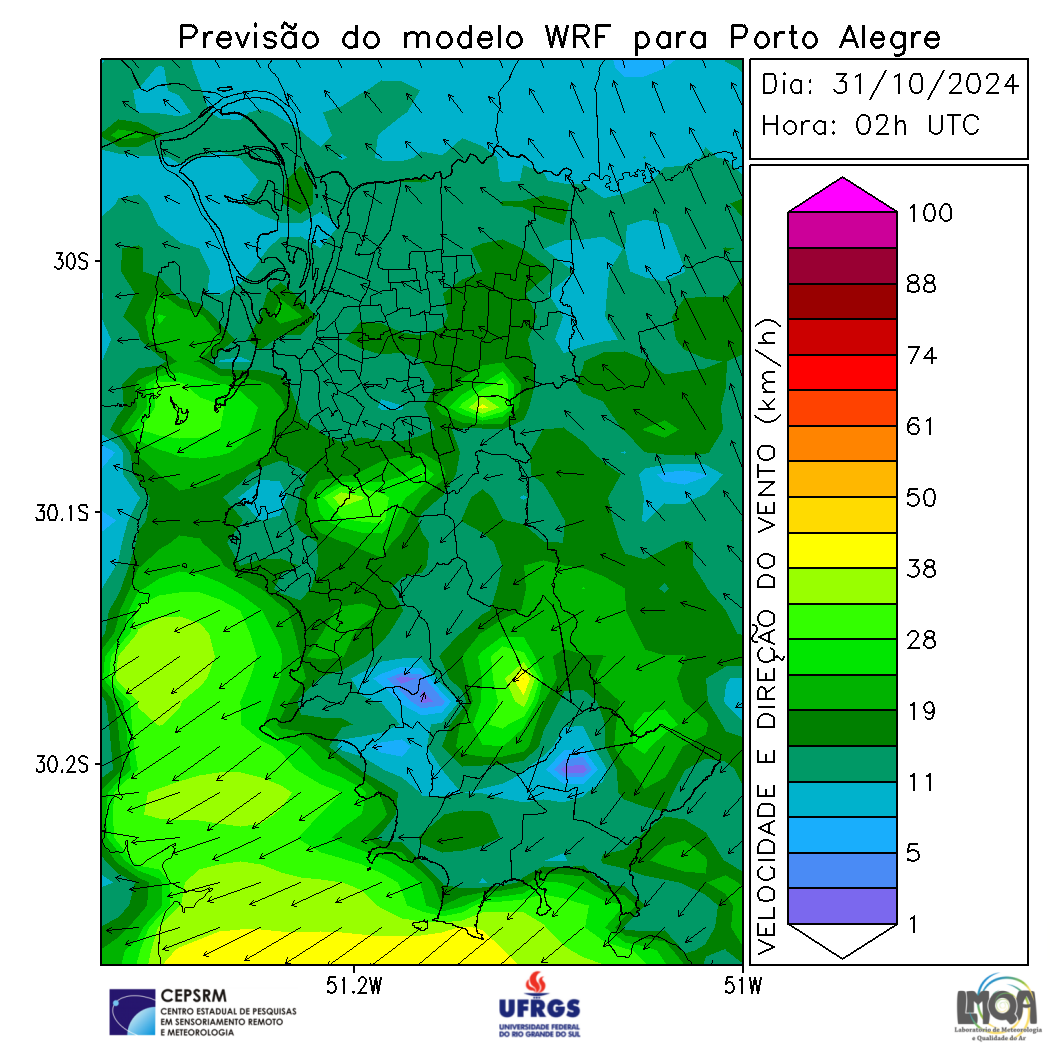 Previsão do modelo WRF para Porto Alegre
Dia: 31/10/2024
Hora: 02h UTC
30S
30.1S
30.2S
51.2W
51W
VELOCIDADE E DIREÇÃO DO VENTO (km/h)
100
88
74
61
50
38
28
19
11
5
1
CEPSRM
CENTRO ESTADUAL DE PESQUISAS
EM SENSORIAMENTO REMOTO
E METEOROLOGIA
UFRGS
UNIVERSIDADE FEDERAL
DO RIO GRANDE DO SUL
LMQA
Laboratório de Meteorologia
e Qualidade do Ar